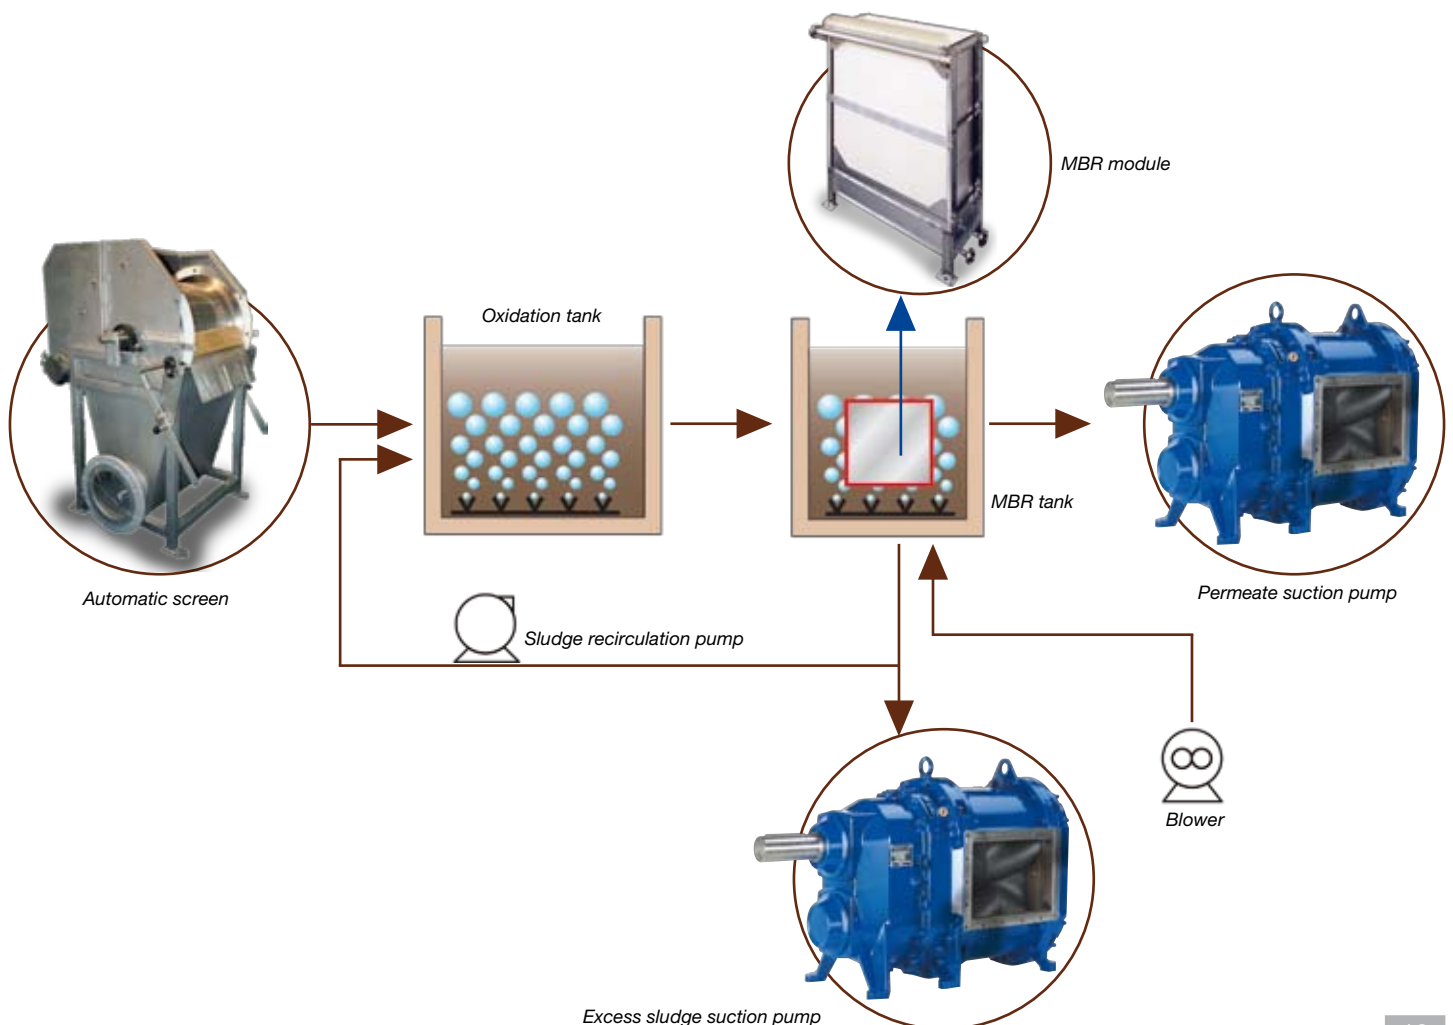 MBR module
Oxidation tank
MBR tank
Automatic screen
Permeate suction pump
Sludge recirculation pump
Blower
Excess sludge suction pump